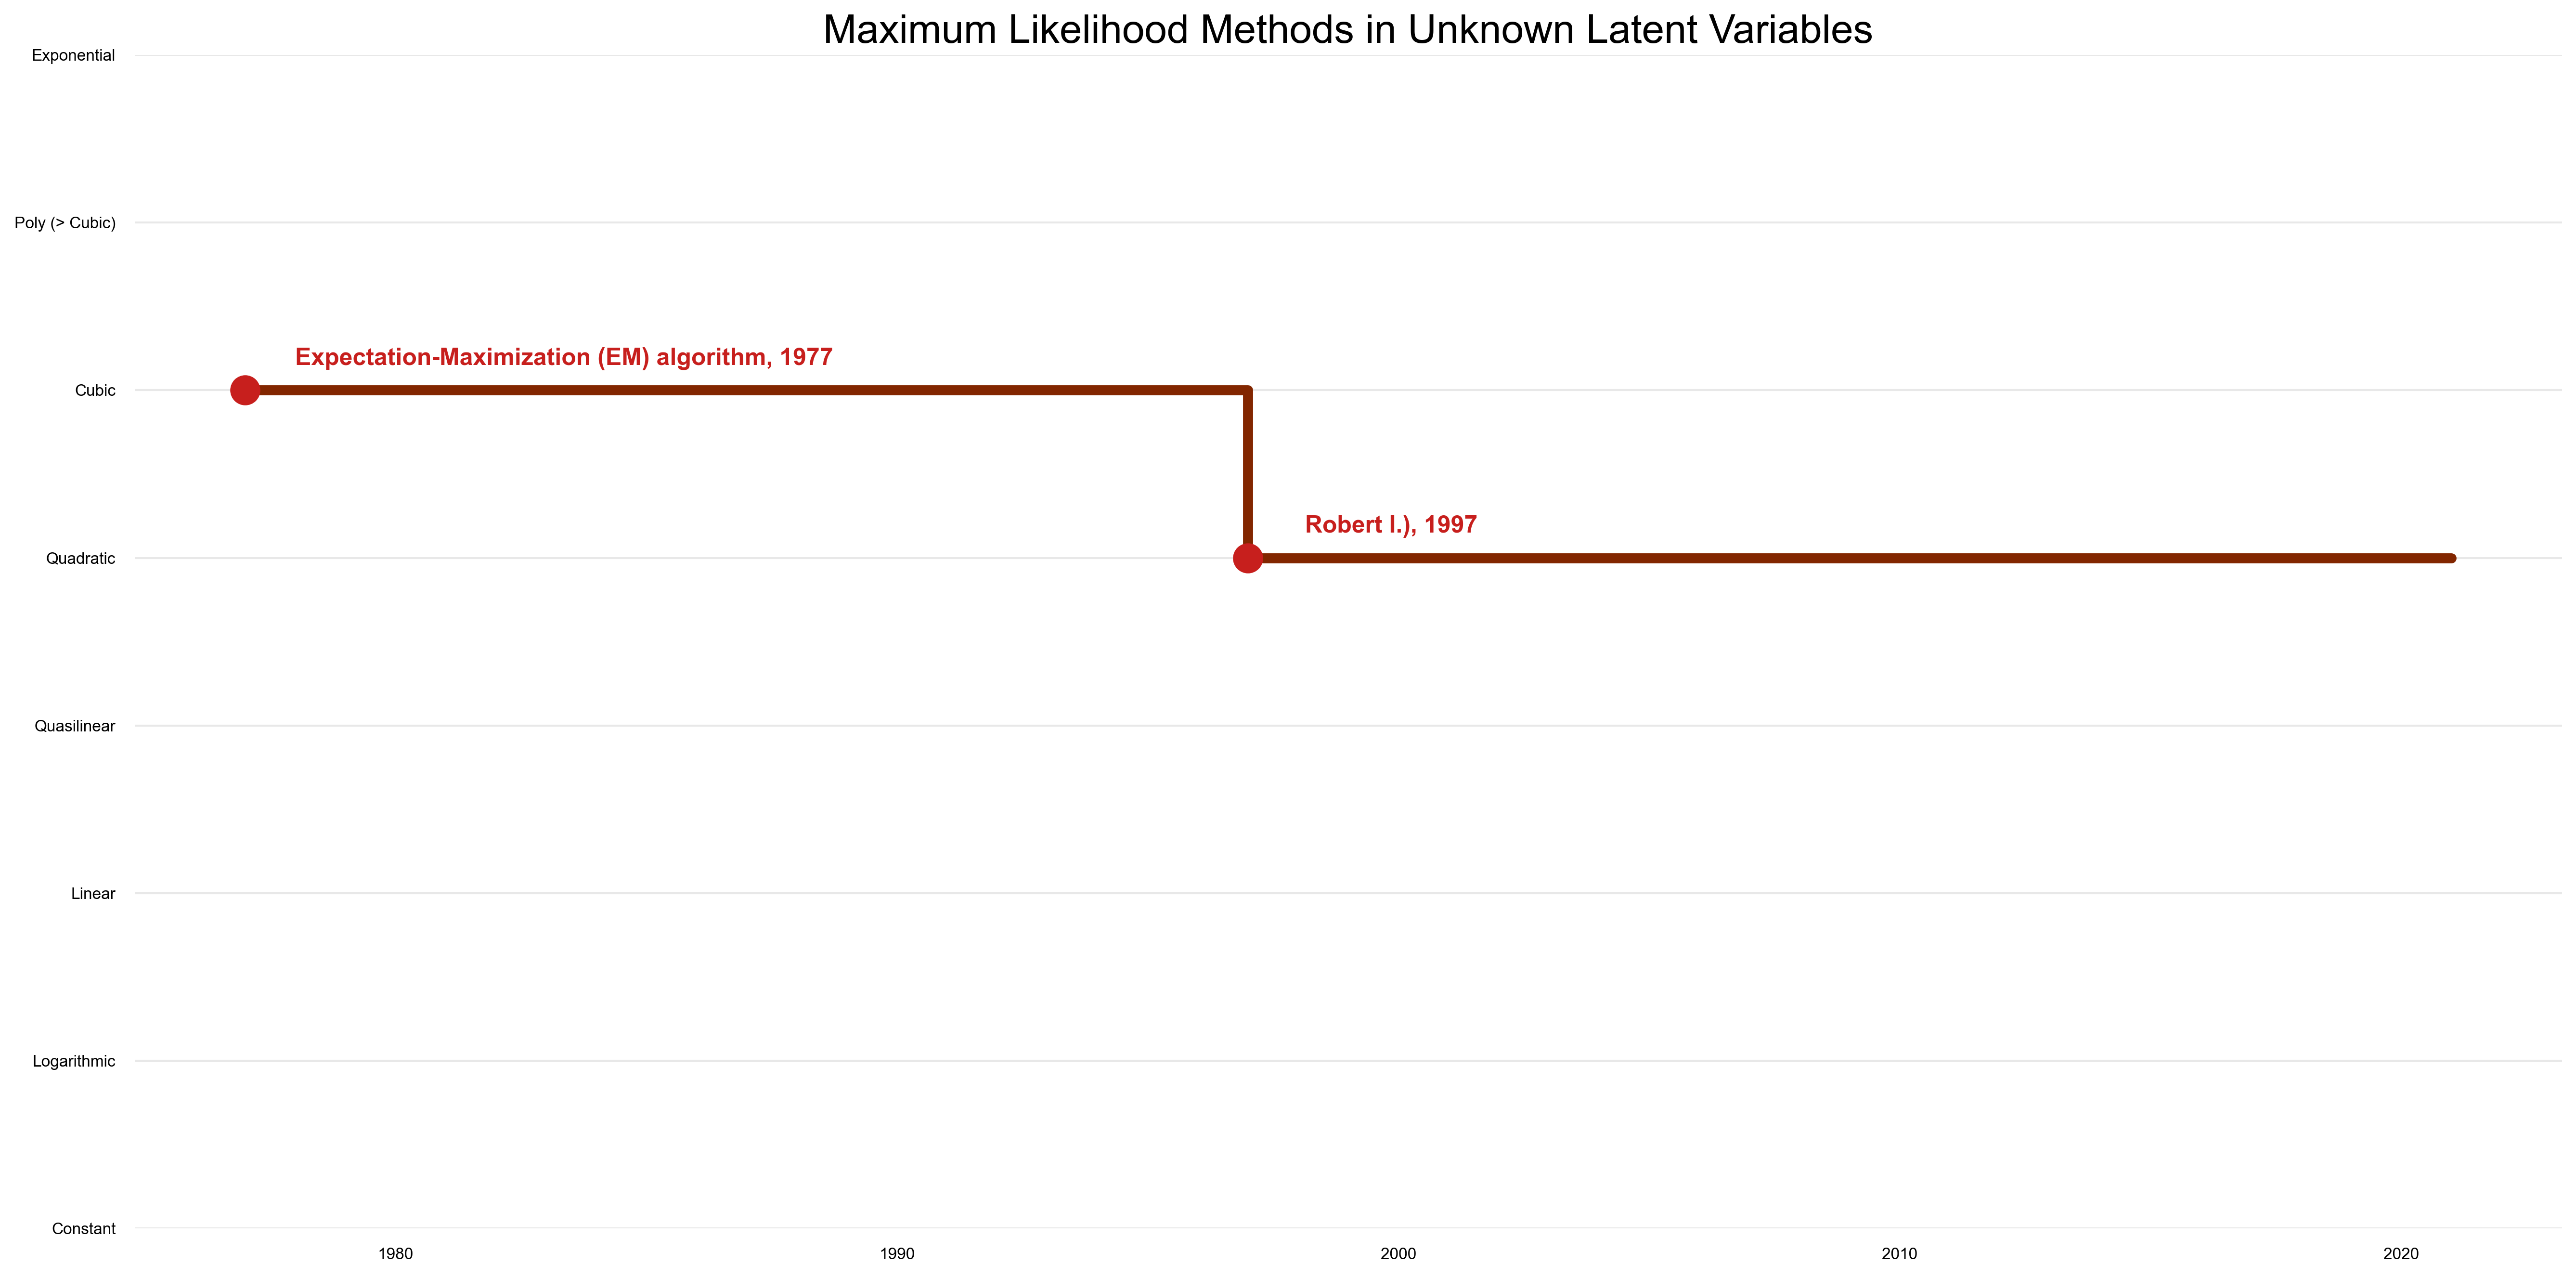 Maximum Likelihood Methods in Unknown Latent Variables
Exponential
Poly (> Cubic)
Expectation-Maximization (EM) algorithm, 1977
Cubic
Robert I.), 1997
Quadratic
Quasilinear
Linear
Logarithmic
Constant
1980 1990 2000 2010 2020